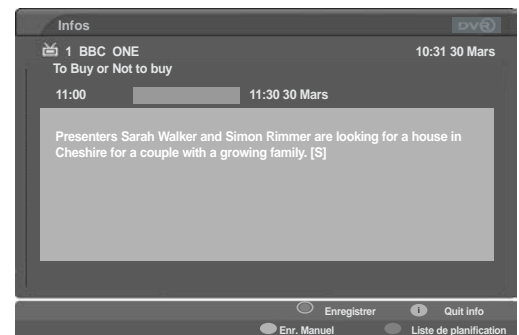 Infos
DVR
1 BBC ONE 10:31 30 Mars
To Buy or Not to buy
11:00 11:30 30 Mars
Presenters Sarah Walker and Simon Rimmer are looking for a house in
Cheshire for a couple with a growing family. [S]
Enregistrer i Quit info
Enr. Manuel Liste de planification